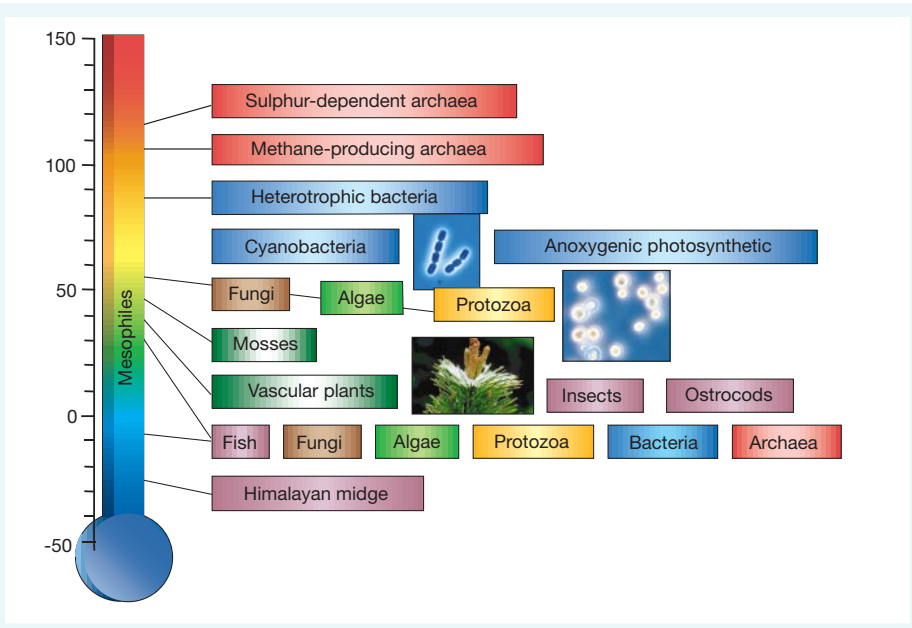 150
Sulphur-dependent archaea
Methane-producing archaea
100
Heterotrophic bacteria
Cyanobacteria
Anoxygenic photosynthetic
50
Fungi
Algae
Protozoa
Mesophiles
Mosses
Vascular plants
Insects
Ostrocods
0
Fish
Fungi
Algae
Protozoa
Bacteria
Archaea
Himalayan midge
-50